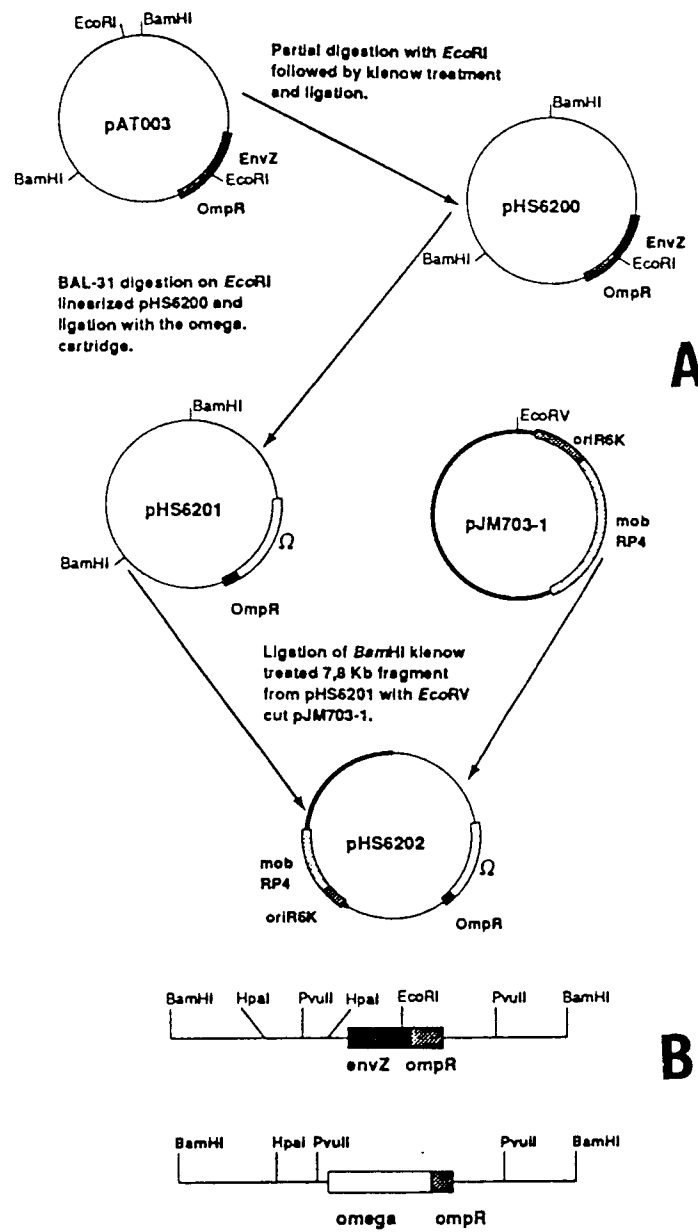 EcoRI BamHI
Partial digestion with EcoRI
followed by klenow treatment
and ligation.
pAT003
BamHI
EnvZ
EcoRI
OmpR
BamHI
pHS6200
BamHI
EnvZ
EcoRI
OmpR
BAL-31 digestion on EcoRI
linearized pHS6200 and
ligation with the omega.
cartridge.
A
BamHI
pHS6201
BamHI
Ω
OmpR
EcoRV
oriR6K
pJM703-1
mob
RP4
Ligation of BamHI klenow
treated 7,8 Kb fragment
from pHS6201 with EcoRV
cut pJM703-1.
pHS6202
mob
RP4
oriR6K
Ω
OmpR
BamHI HpaI PvuII HpaI EcoRI PvuII BamHI
envZ ompR
B
BamHI HpaI PvuII PvuII BamHI
omega ompR